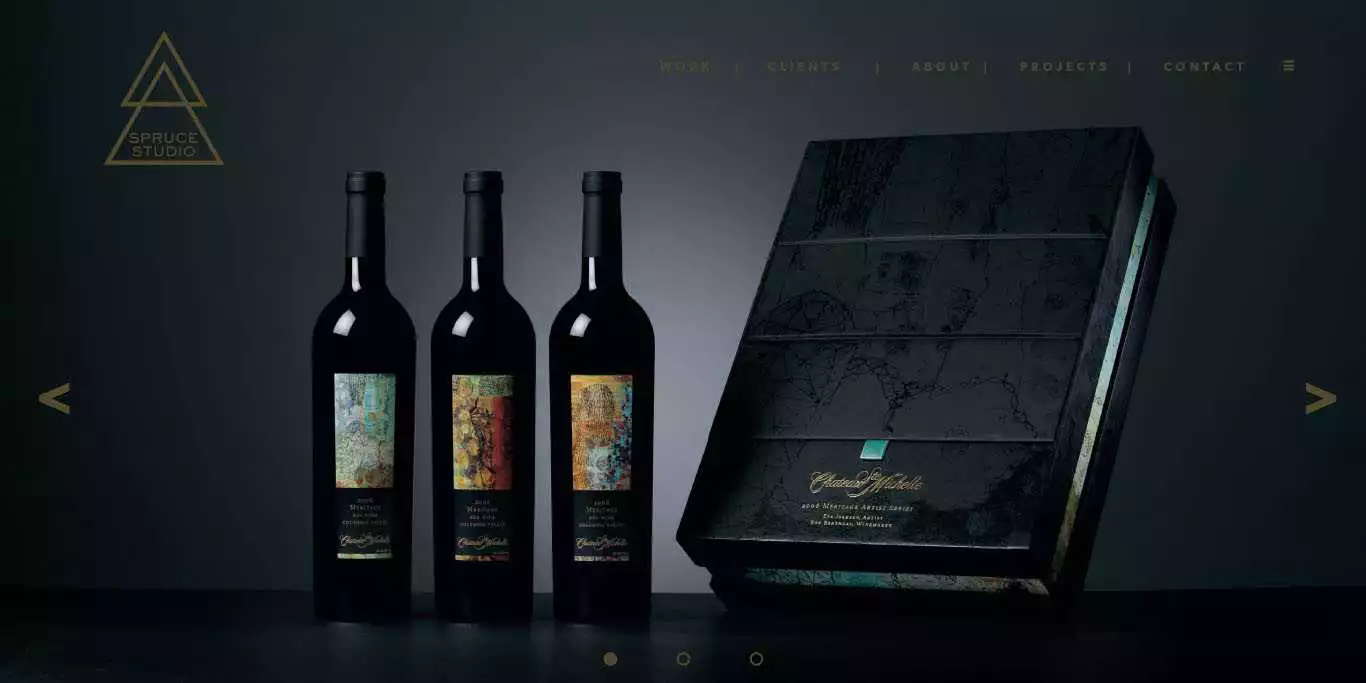 SPRUCE
STUDIO
WORK | CLIENTS | ABOUT | PROJECTS | CONTACT ☰
<
>
2006
MERITAGE
RED WINE
COLUMBIA VALLEY
Chateau Ste Michelle
2006
MERITAGE
RED WINE
COLUMBIA VALLEY
Chateau Ste Michelle
2006
MERITAGE
RED WINE
COLUMBIA VALLEY
Chateau Ste Michelle
Chateau Ste Michelle
2006 MERITAGE ARTIST SERIES